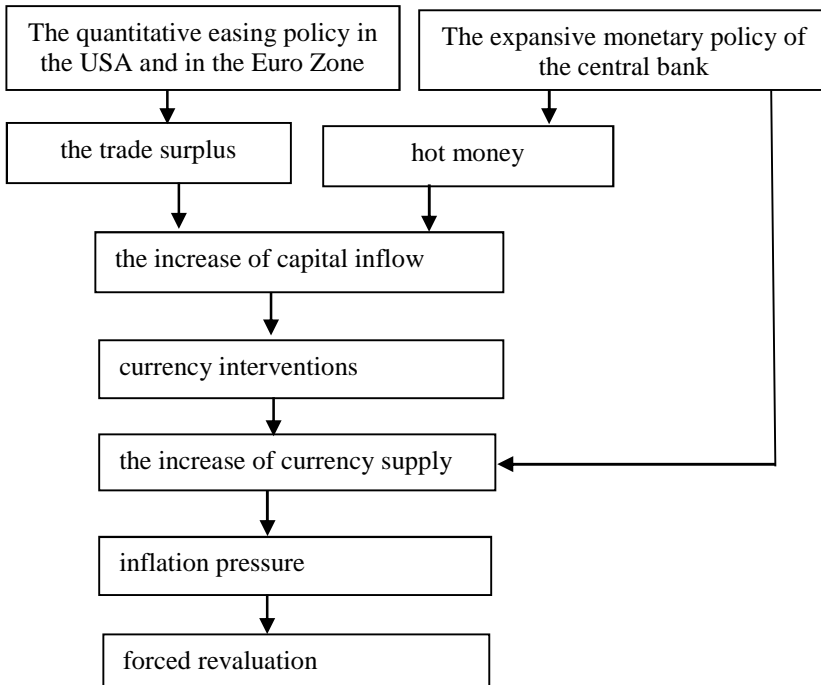 The quantitative easing policy in
the USA and in the Euro Zone
The expansive monetary policy of
the central bank
the trade surplus
hot money
the increase of capital inflow
currency interventions
the increase of currency supply
inflation pressure
forced revaluation